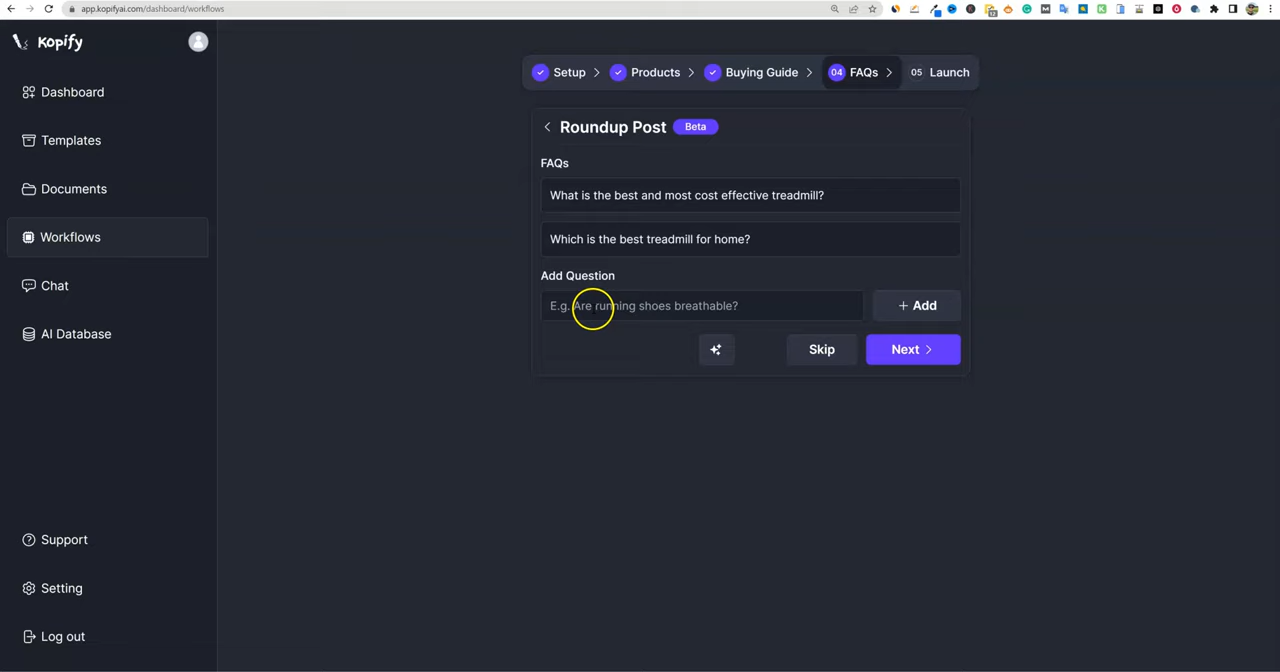 app.kopifyai.com/dashboard/workflows
Kopify
Dashboard
Templates
Documents
Workflows
Chat
AI Database
Support
Setting
Log out
Setup
Products
Buying Guide
04 FAQs
05 Launch
Roundup Post Beta
FAQs
What is the best and most cost effective treadmill?
Which is the best treadmill for home?
Add Question
E.g. Are running shoes breathable?
+ Add
Skip
Next